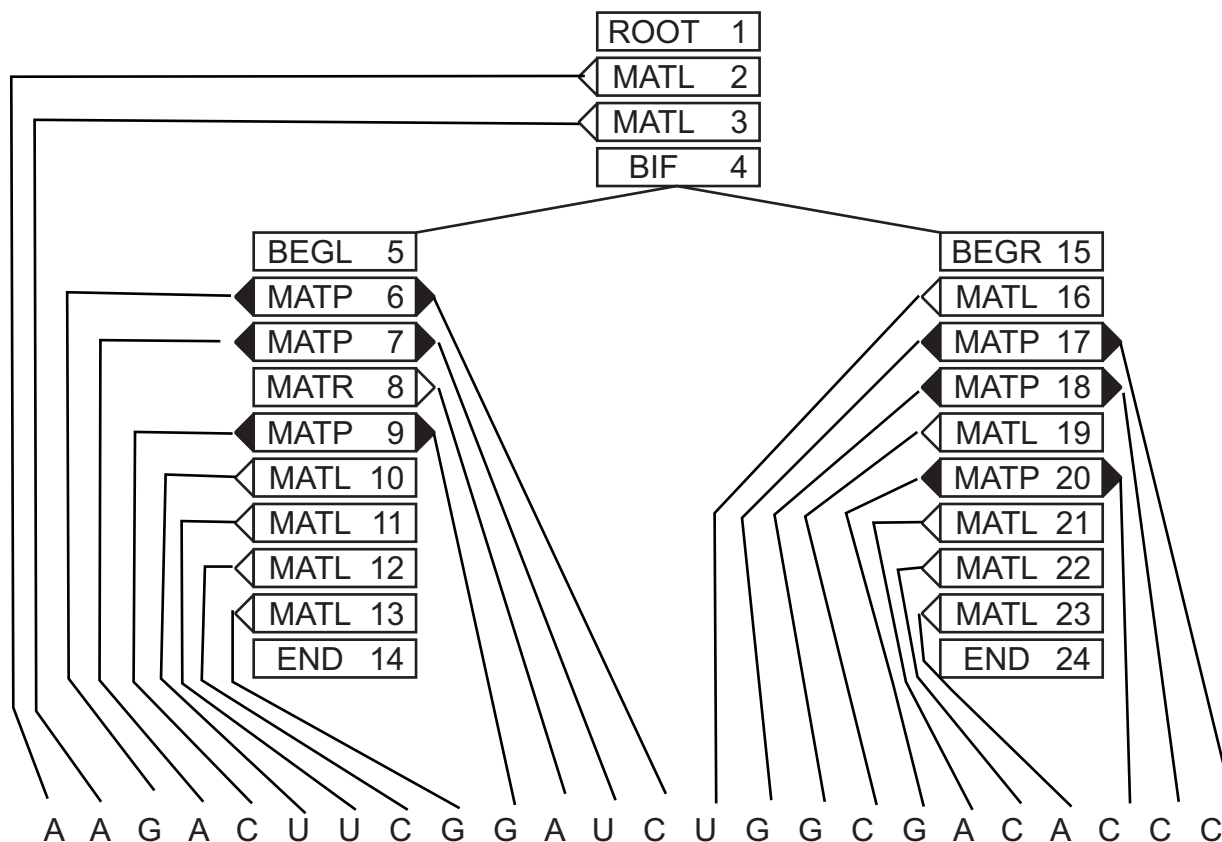 ROOT 1
MATL 2
MATL 3
BIF 4
BEGL 5 BEGR 15
MATP 6 MATL 16
MATP 7 MATP 17
MATR 8 MATP 18
MATP 9 MATL 19
MATL 10 MATP 20
MATL 11 MATL 21
MATL 12 MATL 22
MATL 13 MATL 23
END 14 END 24
A A G A C U U C G G A U C U G G C G A C A C C C